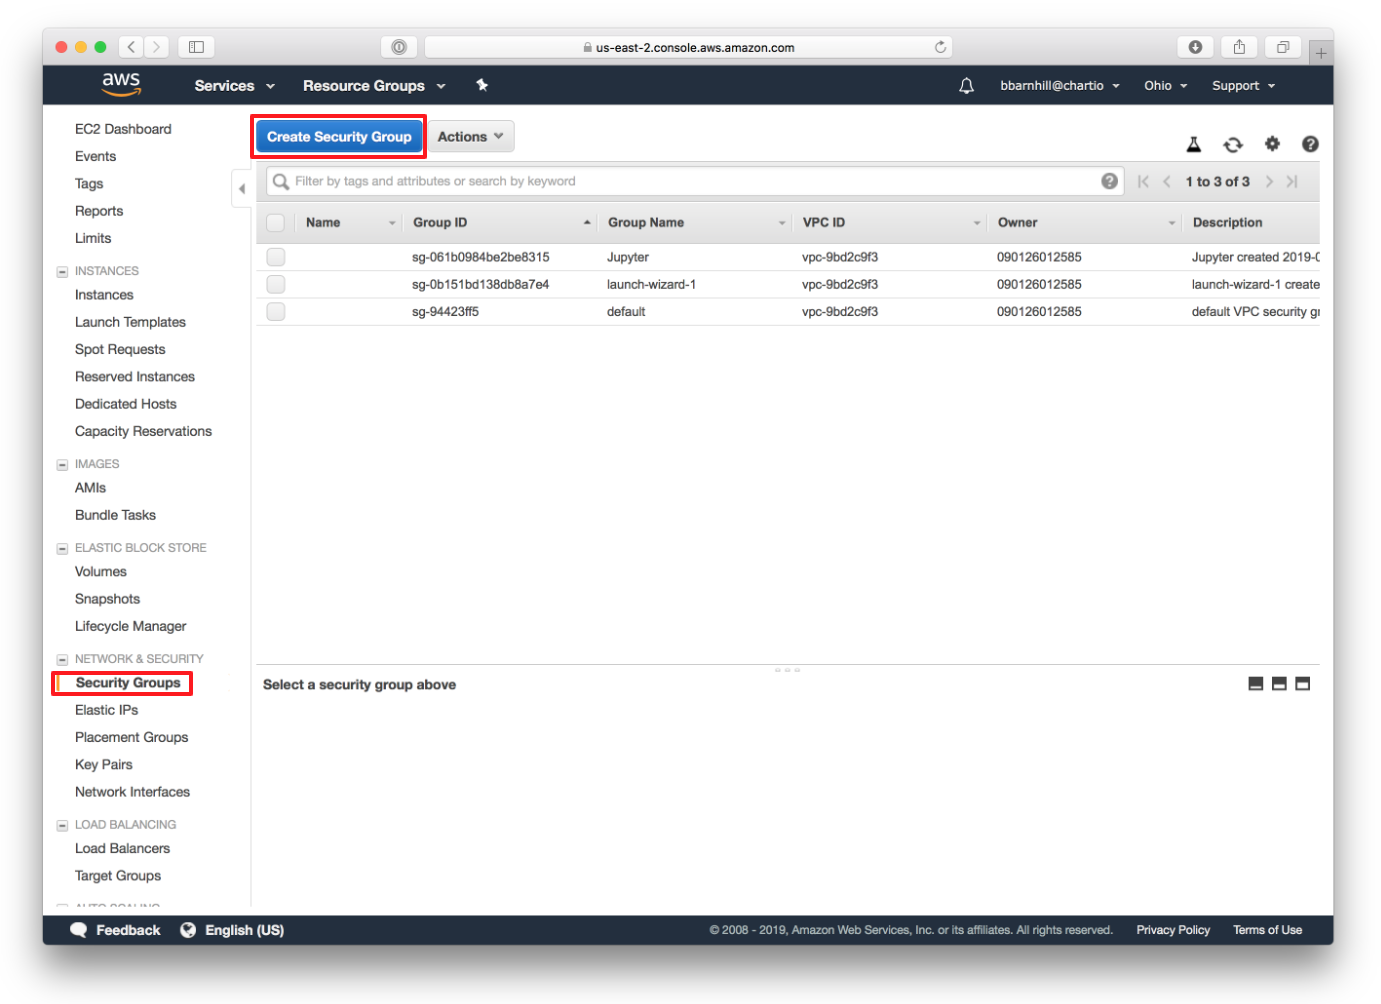 us-east-2.console.aws.amazon.com
aws Services Resource Groups bbarnhill@chartio Ohio Support
EC2 Dashboard
Events
Tags
Reports
Limits
INSTANCES
Instances
Launch Templates
Spot Requests
Reserved Instances
Dedicated Hosts
Capacity Reservations
IMAGES
AMIs
Bundle Tasks
ELASTIC BLOCK STORE
Volumes
Snapshots
Lifecycle Manager
NETWORK & SECURITY
Security Groups
Elastic IPs
Placement Groups
Key Pairs
Network Interfaces
LOAD BALANCING
Load Balancers
Target Groups
AUTO SCALING
Create Security Group Actions
Filter by tags and attributes or search by keyword 1 to 3 of 3
Name Group ID Group Name VPC ID Owner Description
sg-061b0984be2be8315 Jupyter vpc-9bd2c9f3 090126012585 Jupyter created 2019-0
sg-0b151bd138db8a7e4 launch-wizard-1 vpc-9bd2c9f3 090126012585 launch-wizard-1 create
sg-94423ff5 default vpc-9bd2c9f3 090126012585 default VPC security gr
Select a security group above
Feedback English (US) © 2008 - 2019, Amazon Web Services, Inc. or its affiliates. All rights reserved. Privacy Policy Terms of Use